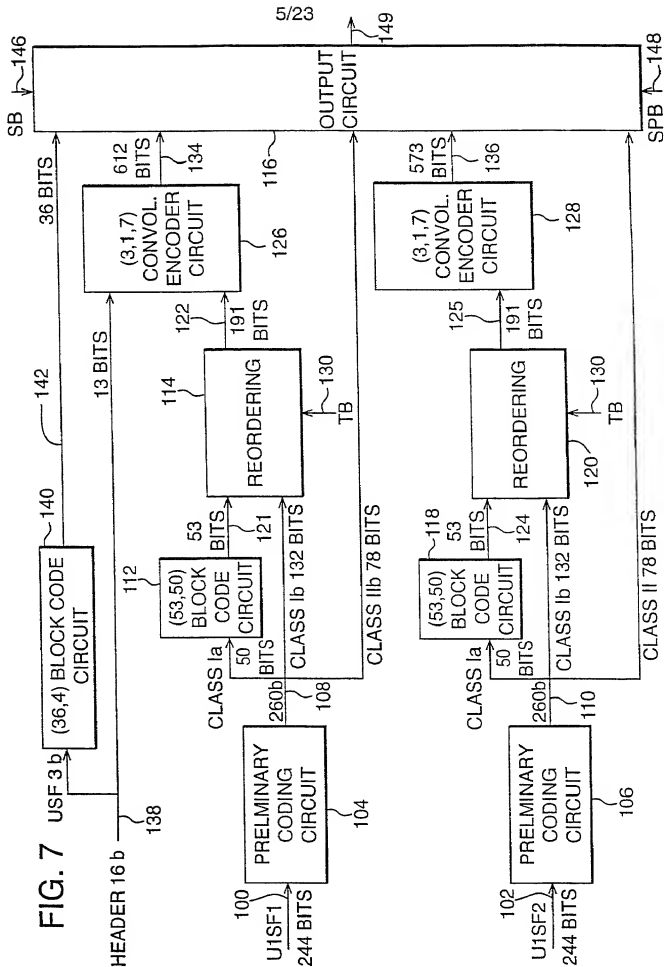 5/23
FIG. 7
HEADER 16 b
138
USF 3 b
140
(36,4) BLOCK CODE
CIRCUIT
142
36 BITS
SB
146
13 BITS
U1SF1
100
244 BITS
PRELMINARY
CODING
CIRCUIT
104
260b
108
CLASS Ia
50
BITS
112
(53,50)
BLOCK
CODE
CIRCUIT
53
BITS
121
CLASS Ib 132 BITS
CLASS IIb 78 BITS
114
REORDERING
130
TB
122
191
BITS
(3,1,7)
CONVOL.
ENCODER
CIRCUIT
126
612
BITS
134
116
OUTPUT
CIRCUIT
149
U1SF2
102
244 BITS
PRELIMINARY
CODING
CIRCUIT
106
260b
110
CLASS Ia
50
BITS
118
(53,50)
BLOCK
CODE
CIRCUIT
53
BITS
124
CLASS Ib 132 BITS
CLASS II 78 BITS
REORDERING
120
130
TB
125
191
BITS
(3,1,7)
CONVOL.
ENCODER
CIRCUIT
128
573
BITS
136
SPB
148